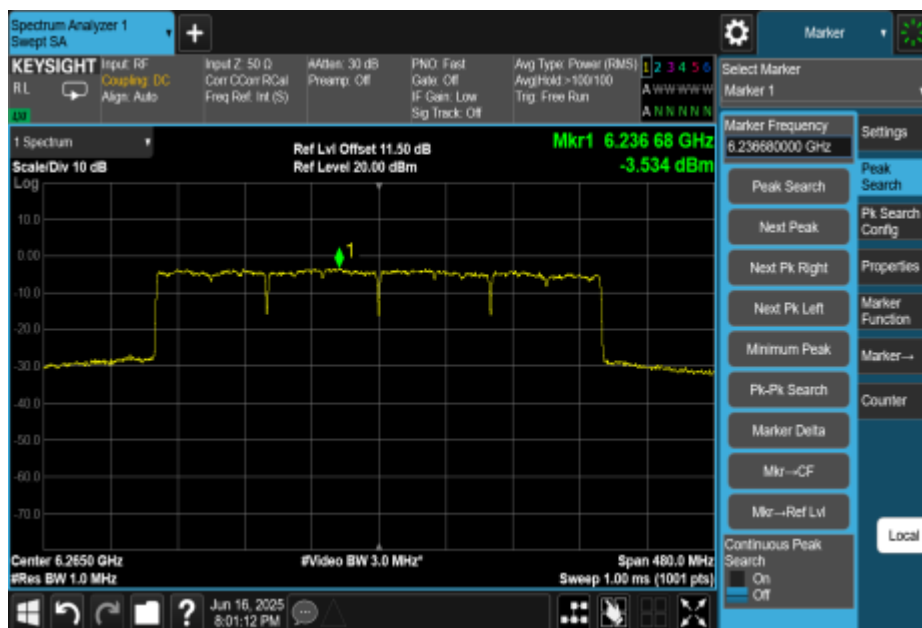 Spectrum Analyzer 1
Swept SA
+
Marker
KEYSIGHT
Input: RF
Coupling: DC
Align: Auto
RL
Input Z: 50 Ω
Corr CCorr RCal
Freq Ref: Int (S)
#Atten: 30 dB
Preamp: Off
PNO: Fast
Gate: Off
IF Gain: Low
Sig Track: Off
Avg Type: Power (RMS)
Avg|Hold: >100/100
Trig: Free Run
1 2 3 4 5 6
A W W W W W
A N N N N N
Select Marker
Marker 1
1 Spectrum
Scale/Div 10 dB
Ref Lvl Offset 11.50 dB
Ref Level 20.00 dBm
Mkr1 6.236 68 GHz
-3.534 dBm
Log
10.0
0.00
-10.0
-20.0
-30.0
-40.0
-50.0
-60.0
-70.0
1
Center 6.2650 GHz
#Res BW 1.0 MHz
#Video BW 3.0 MHz*
Span 480.0 MHz
Sweep 1.00 ms (1001 pts)
Marker Frequency
6.236680000 GHz
Peak Search
Next Peak
Next Pk Right
Next Pk Left
Minimum Peak
Pk-Pk Search
Marker Delta
Mkr→CF
Mkr→Ref Lvl
Continuous Peak
Search
On
Off
Settings
Peak
Search
Pk Search
Config
Properties
Marker
Function
Marker→
Counter
Local
?
Jun 16, 2025
8:01:12 PM